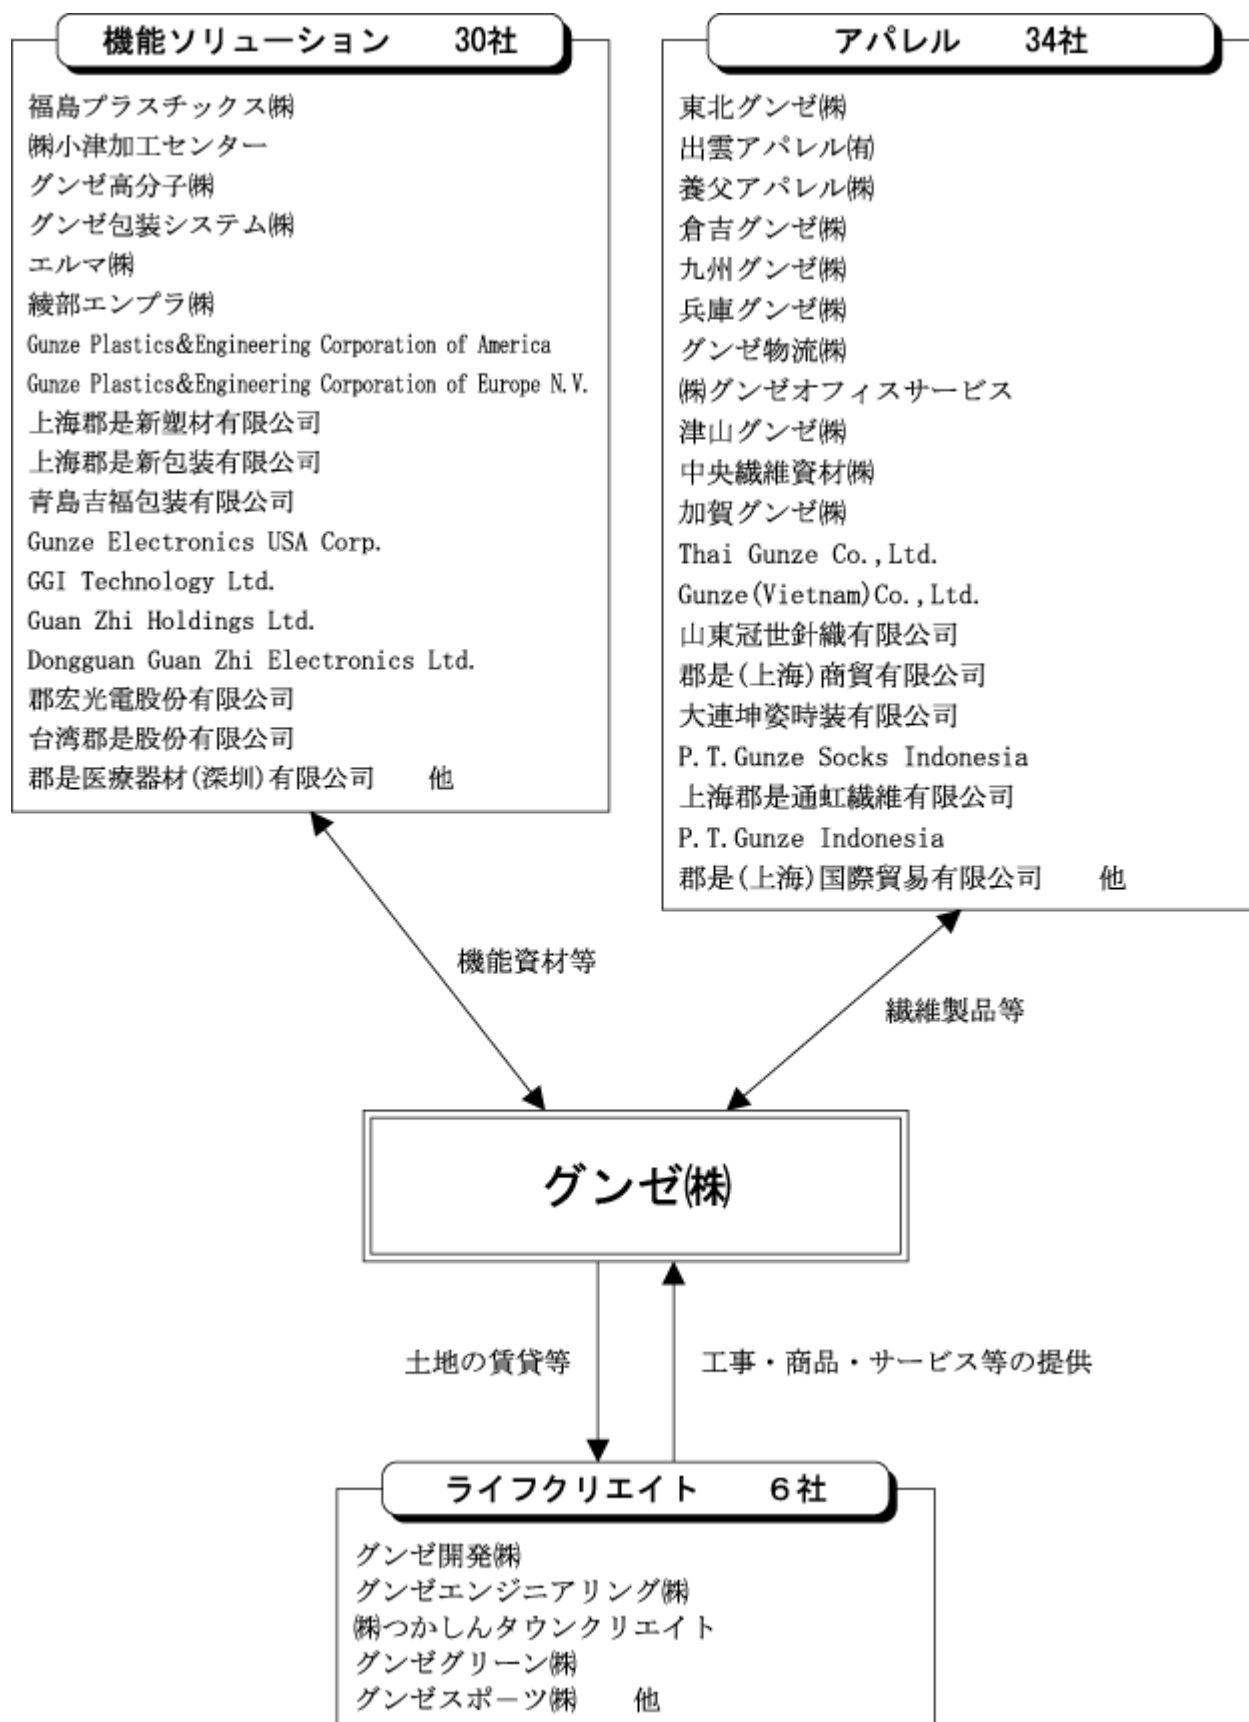 機能ソリューション　30社
福島プラスチックス㈱
㈱小津加工センター
グンゼ高分子㈱
グンゼ包装システム㈱
エルマ㈱
綾部エンプラ㈱
Gunze Plastics&Engineering Corporation of America
Gunze Plastics&Engineering Corporation of Europe N.V.
上海郡是新塑材有限公司
上海郡是新包装有限公司
青島吉福包装有限公司
Gunze Electronics USA Corp.
GGI Technology Ltd.
Guan Zhi Holdings Ltd.
Dongguan Guan Zhi Electronics Ltd.
郡宏光電股份有限公司
台湾郡是股份有限公司
郡是医療器材(深圳)有限公司　他
アパレル　34社
東北グンゼ㈱
出雲アパレル㈲
養父アパレル㈱
倉吉グンゼ㈱
九州グンゼ㈱
兵庫グンゼ㈱
グンゼ物流㈱
㈱グンゼオフィスサービス
津山グンゼ㈱
中央繊維資材㈱
加賀グンゼ㈱
Thai Gunze Co.,Ltd.
Gunze(Vietnam)Co.,Ltd.
山東冠世針織有限公司
郡是(上海)商貿有限公司
大連坤姿時装有限公司
P.T.Gunze Socks Indonesia
上海郡是通虹繊維有限公司
P.T.Gunze Indonesia
郡是(上海)国際貿易有限公司　他
機能資材等
繊維製品等
グンゼ㈱
土地の賃貸等
工事・商品・サービス等の提供
ライフクリエイト　６社
グンゼ開発㈱
グンゼエンジニアリング㈱
㈱つかしんタウンクリエイト
グンゼグリーン㈱
グンゼスポーツ㈱　他